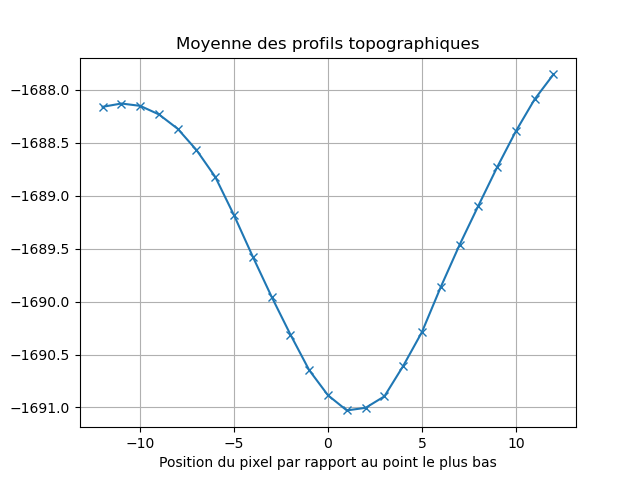 Moyenne des profils topographiques
−1688.0
−1688.5
−1689.0
−1689.5
−1690.0
−1690.5
−1691.0
−10 −5 0 5 10
Position du pixel par rapport au point le plus bas